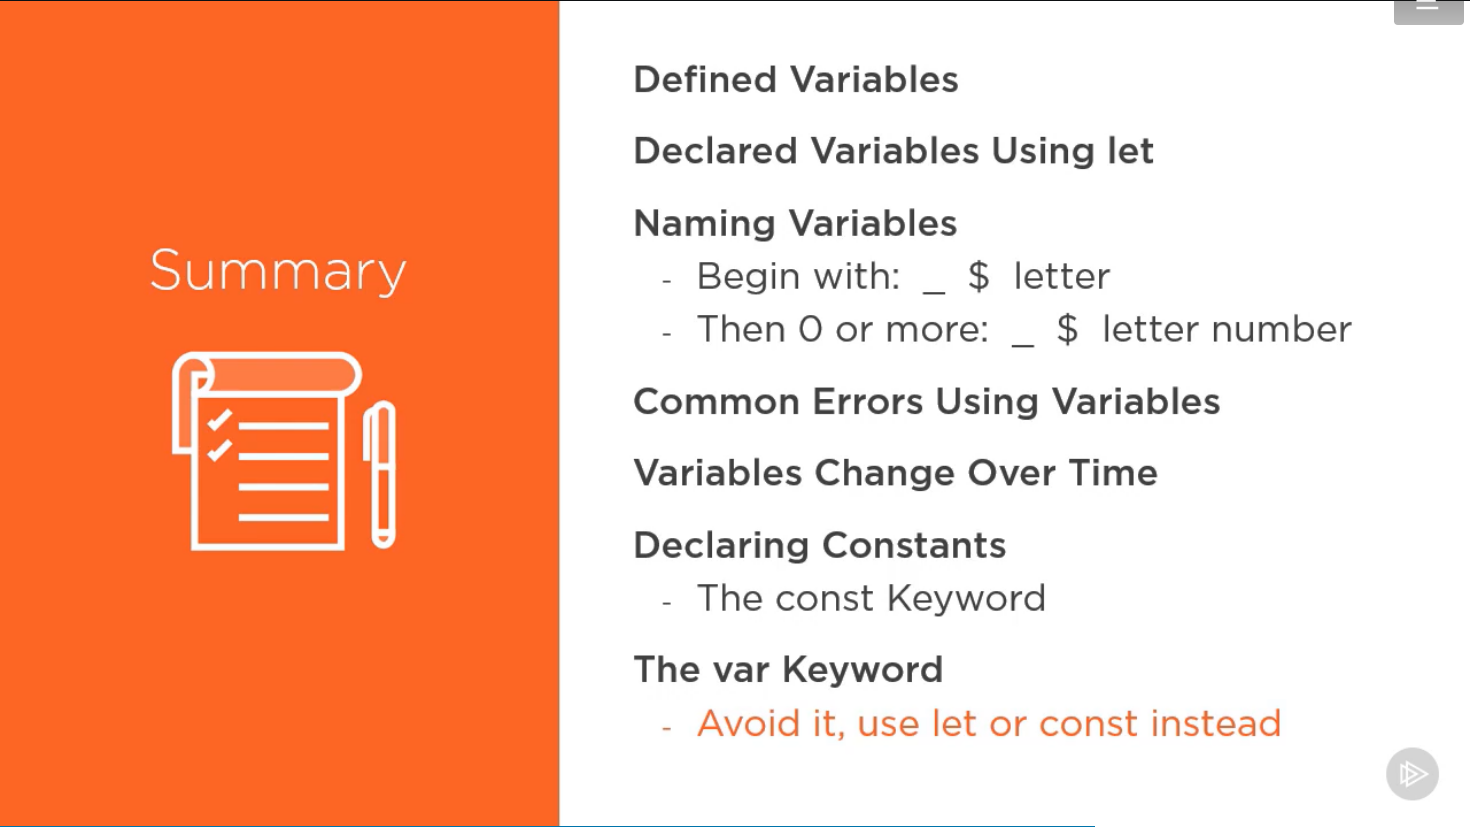 Summary
Defined Variables
Declared Variables Using let
Naming Variables
- Begin with: _ $ letter
- Then 0 or more: _ $ letter number
Common Errors Using Variables
Variables Change Over Time
Declaring Constants
- The const Keyword
The var Keyword
- Avoid it, use let or const instead